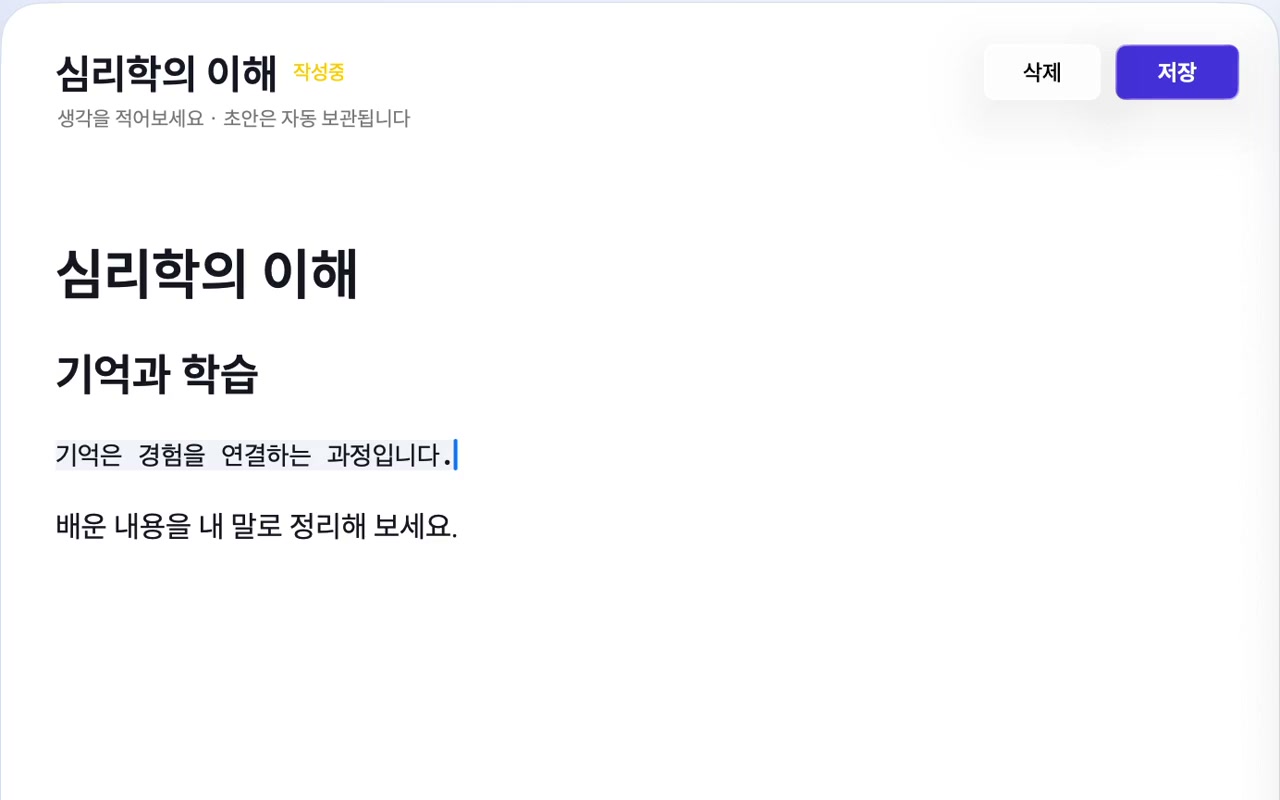 심리학의 이해 작성중
삭제
저장
생각을 적어보세요 · 초안은 자동 보관됩니다
심리학의 이해
기억과 학습
기억은 경험을 연결하는 과정입니다.
배운 내용을 내 말로 정리해 보세요.